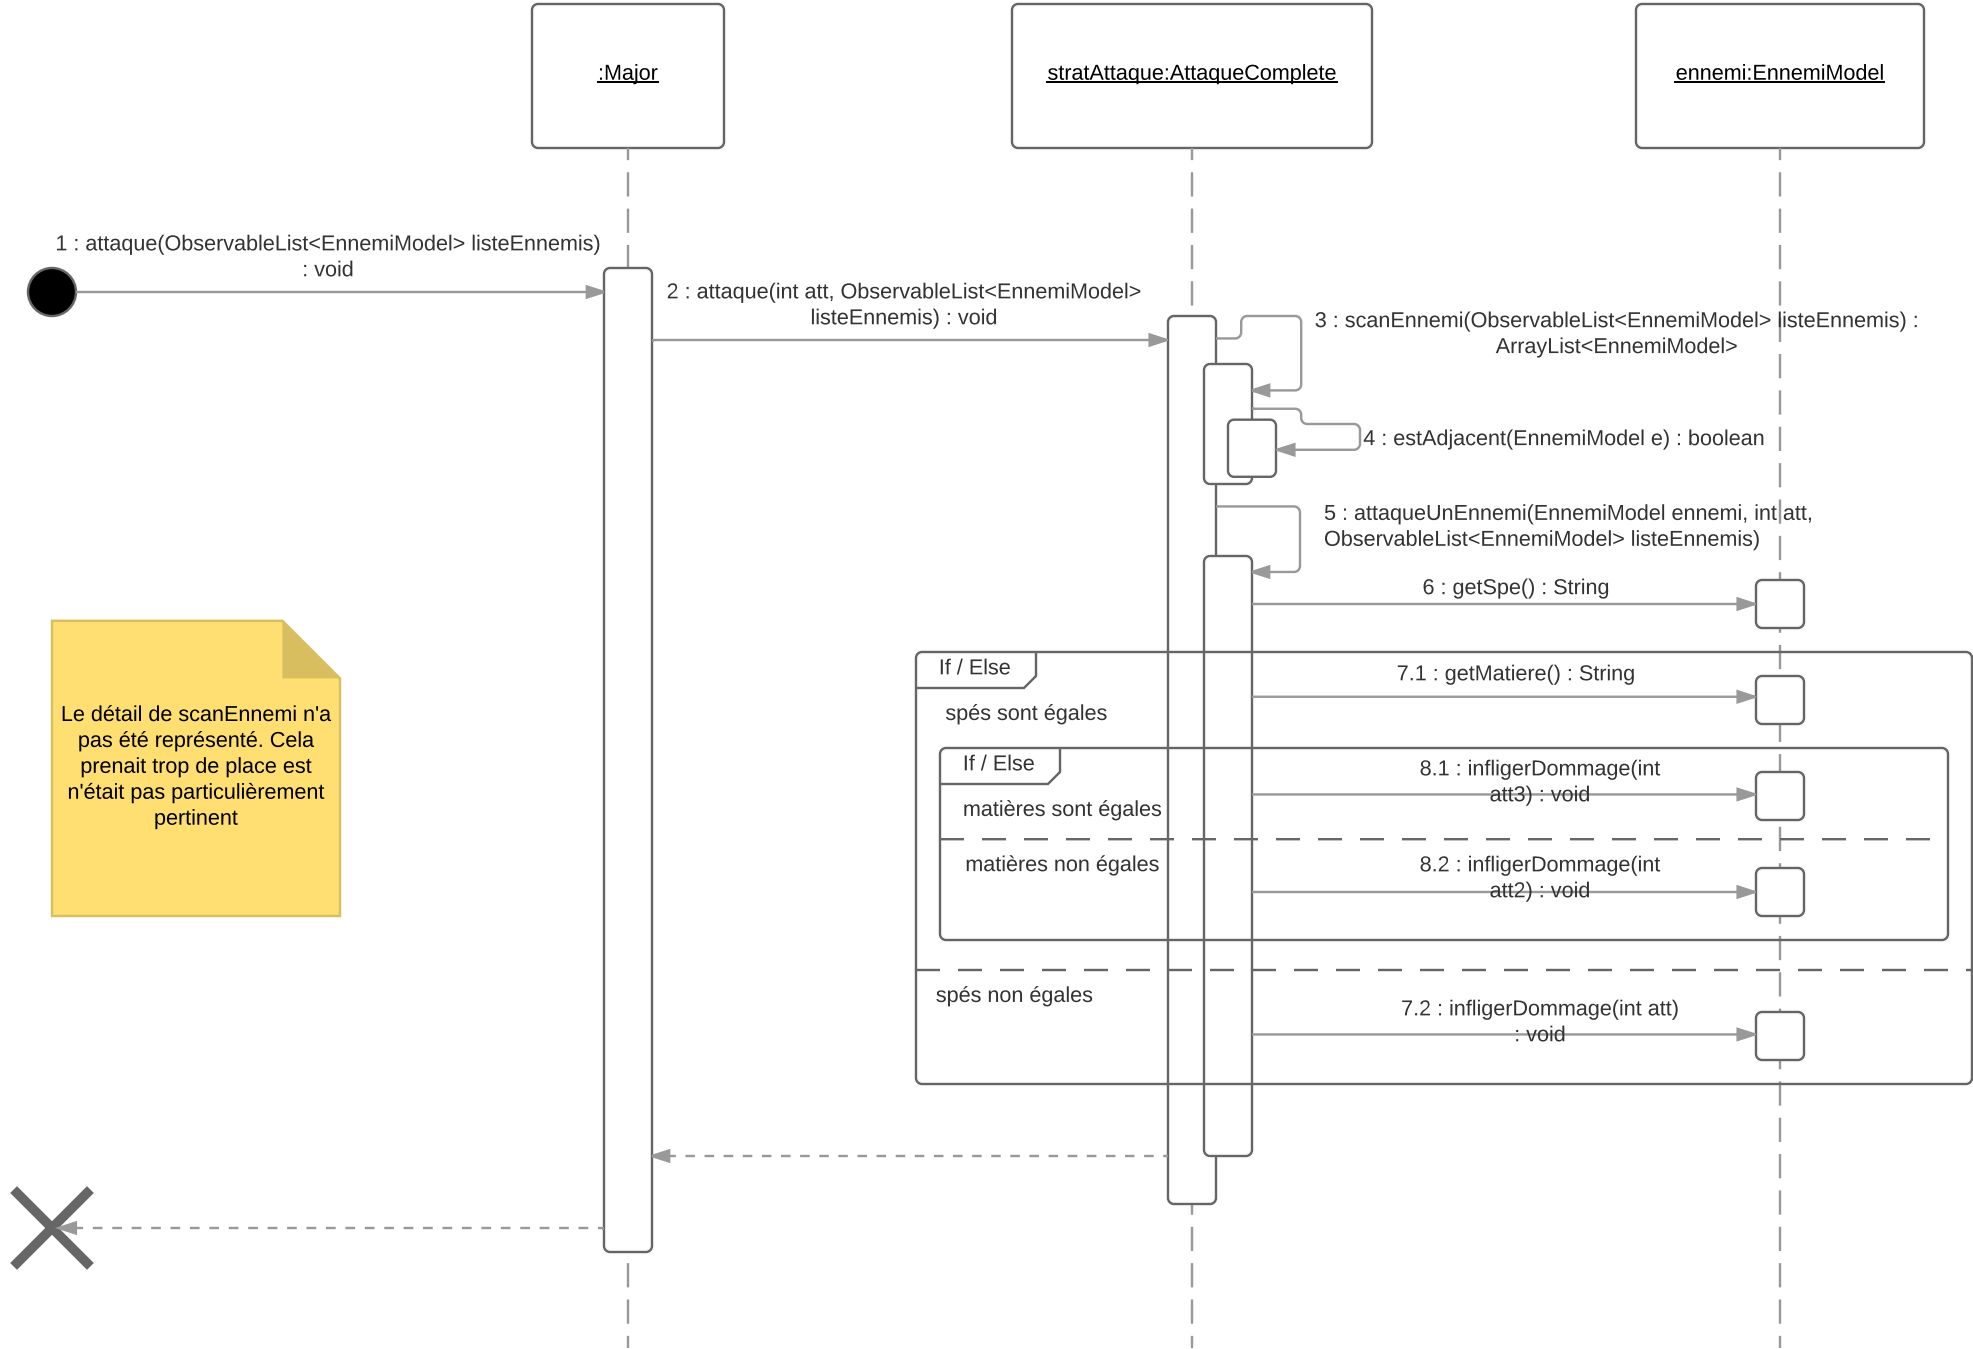 :Major
stratAttaque:AttaqueComplete
ennemi:EnnemiModel
1 : attaque(ObservableList<EnnemiModel> listeEnnemis)
: void
2 : attaque(int att, ObservableList<EnnemiModel>
listeEnnemis) : void
3 : scanEnnemi(ObservableList<EnnemiModel> listeEnnemis) :
ArrayList<EnnemiModel>
4 : estAdjacent(EnnemiModel e) : boolean
5 : attaqueUnEnnemi(EnnemiModel ennemi, int att,
ObservableList<EnnemiModel> listeEnnemis)
6 : getSpe() : String
If / Else
7.1 : getMatiere() : String
spés sont égales
If / Else
8.1 : infligerDommage(int
att3) : void
matières sont égales
matières non égales
8.2 : infligerDommage(int
att2) : void
spés non égales
7.2 : infligerDommage(int att)
: void
Le détail de scanEnnemi n'a
pas été représenté. Cela
prenait trop de place est
n'était pas particulièrement
pertinent